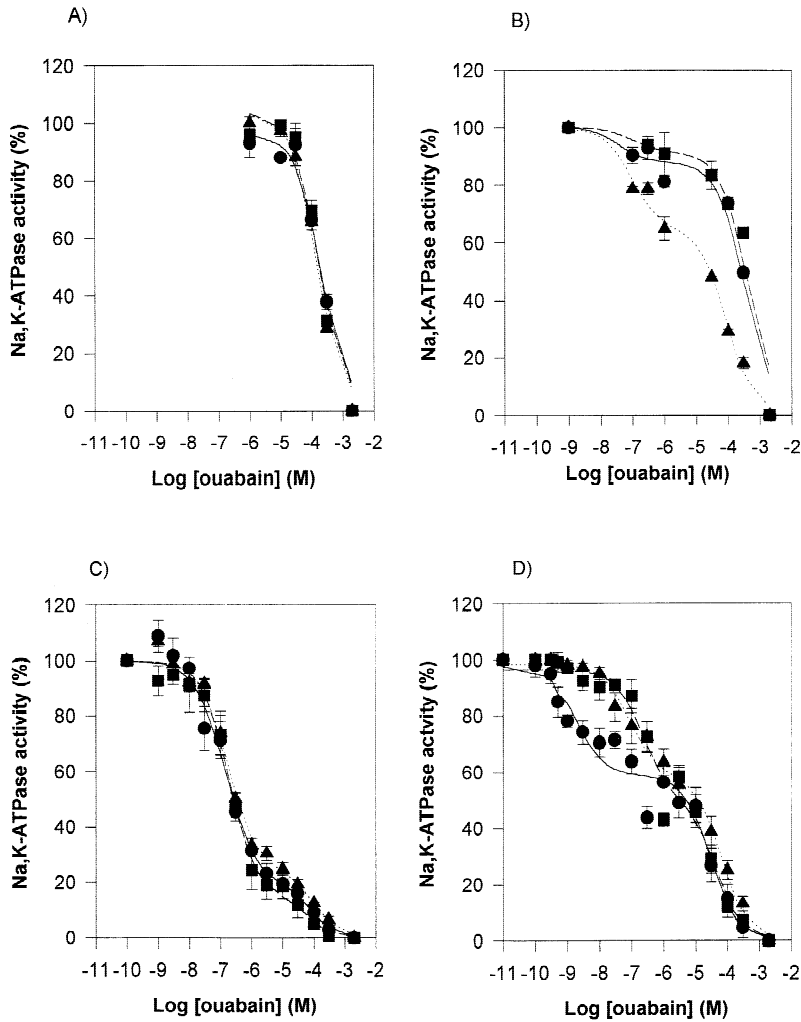 A)
120
100
80
60
40
20
0
Na,K-ATPase activity (%)
-11 -10 -9 -8 -7 -6 -5 -4 -3 -2
Log [ouabain] (M)
B)
120
100
80
60
40
20
0
Na,K-ATPase activity (%)
-11 -10 -9 -8 -7 -6 -5 -4 -3 -2
Log [ouabain] (M)
C)
120
100
80
60
40
20
0
Na,K-ATPase actvity (%)
-11 -10 -9 -8 -7 -6 -5 -4 -3 -2
Log [ouabain] (M)
D)
120
100
80
60
40
20
0
Na,K-ATPase activity (%)
-11 -10 -9 -8 -7 -6 -5 -4 -3 -2
Log [ouabain] (M)